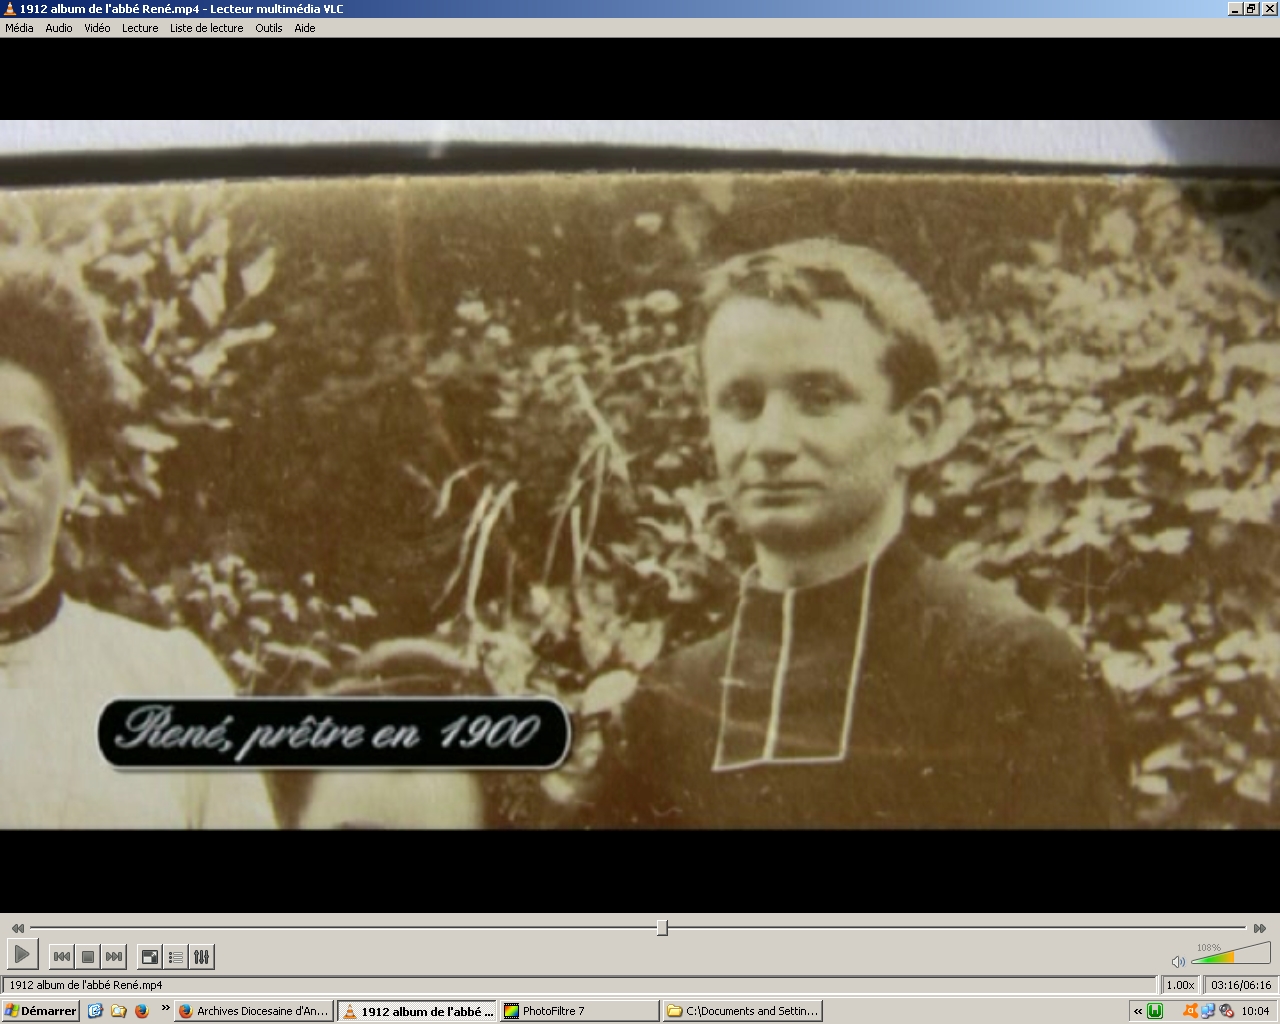 1912 album de l'abbé René.mp4 - Lecteur multimédia VLC
Média Audio Vidéo Lecture Liste de lecture Outils Aide
René, prêtre en 1900
108%
1912 album de l'abbé René.mp4 1.00x 03:16/06:16
Démarrer » Archives Diocesaine d'An... 1912 album de l'abbé ... PhotoFiltre 7 C:\Documents and Settin... « 10:04